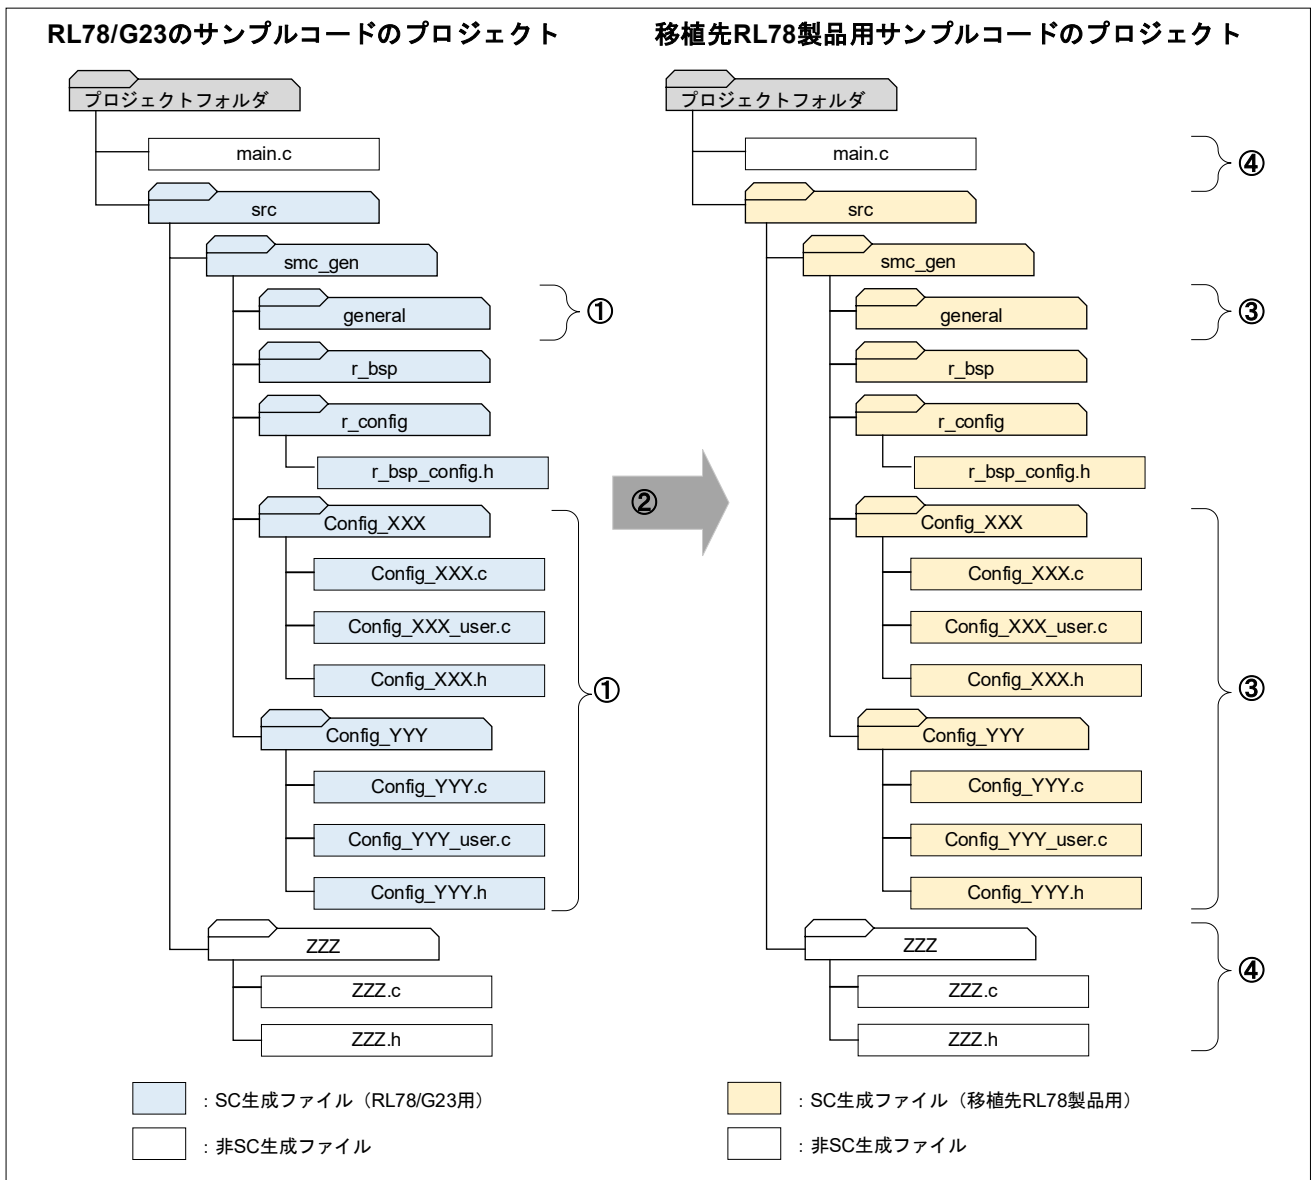 RL78/G23のサンプルコードのプロジェクト
プロジェクトフォルダ
main.c
src
smc_gen
general
①
r_bsp
r_config
r_bsp_config.h
Config_XXX
Config_XXX.c
Config_XXX_user.c
Config_XXX.h
①
Config_YYY
Config_YYY.c
Config_YYY_user.c
Config_YYY.h
ZZZ
ZZZ.c
ZZZ.h
：SC生成ファイル（RL78/G23用）
：非SC生成ファイル
②
移植先RL78製品用サンプルコードのプロジェクト
プロジェクトフォルダ
main.c
④
src
smc_gen
general
③
r_bsp
r_config
r_bsp_config.h
Config_XXX
Config_XXX.c
Config_XXX_user.c
Config_XXX.h
③
Config_YYY
Config_YYY.c
Config_YYY_user.c
Config_YYY.h
ZZZ
④
ZZZ.c
ZZZ.h
：SC生成ファイル（移植先RL78製品用）
：非SC生成ファイル